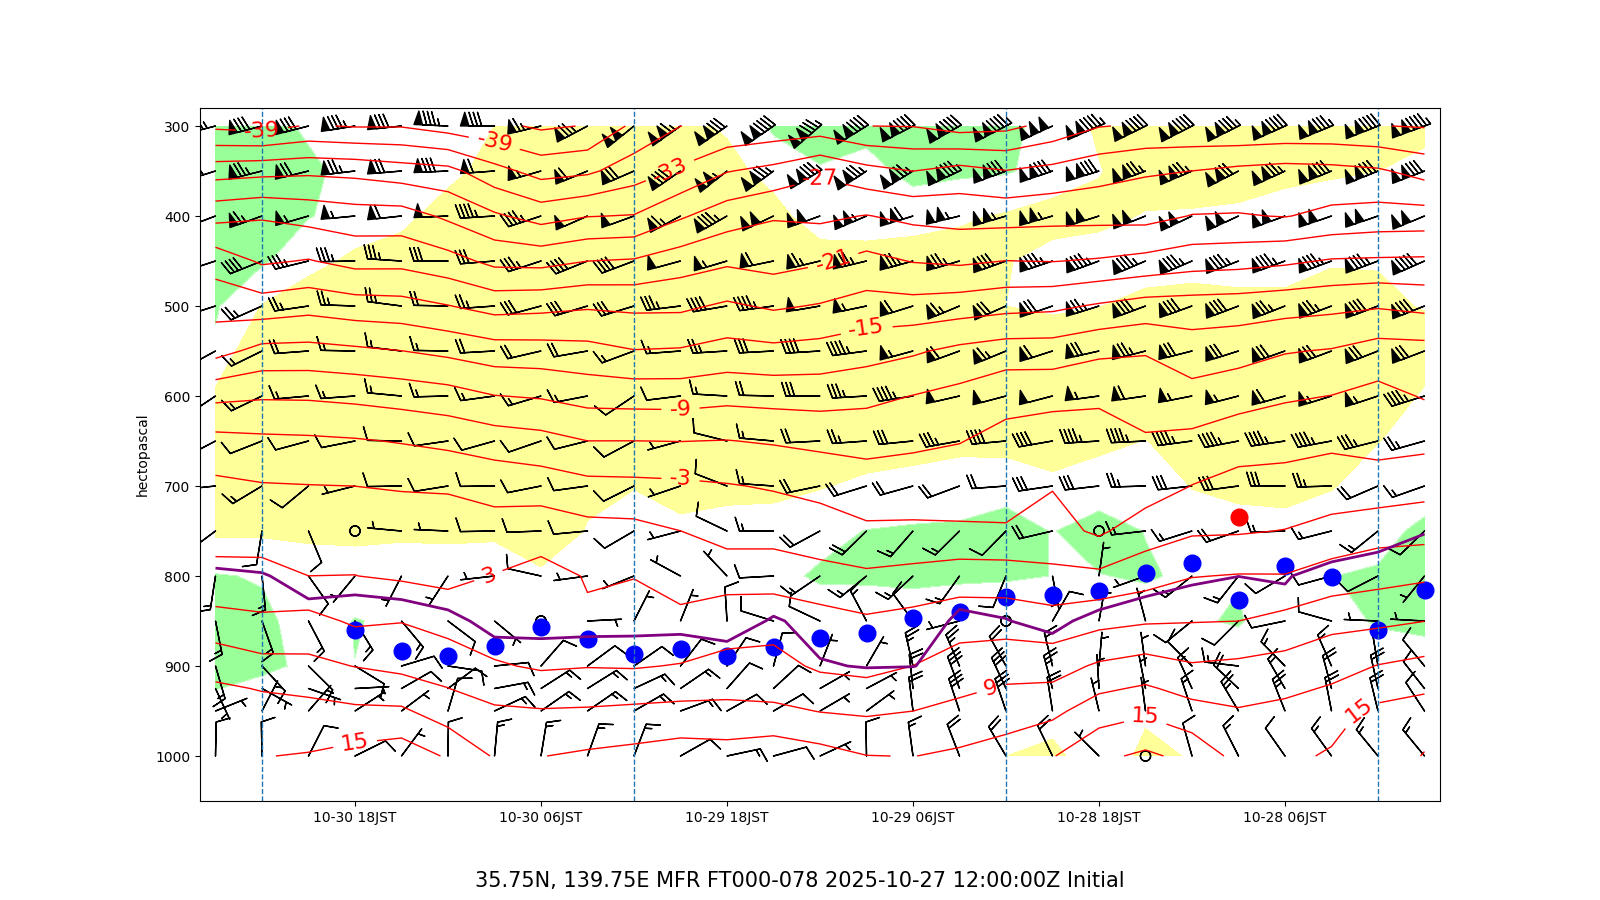 300
400
500
600
700
800
900
1000
hectopascal
-39
-39
-33
-27
-21
-15
-9
-3
3
9
15
15
15
10-30 18JST
10-30 06JST
10-29 18JST
10-29 06JST
10-28 18JST
10-28 06JST
35.75N, 139.75E MFR FT000-078 2025-10-27 12:00:00Z Initial